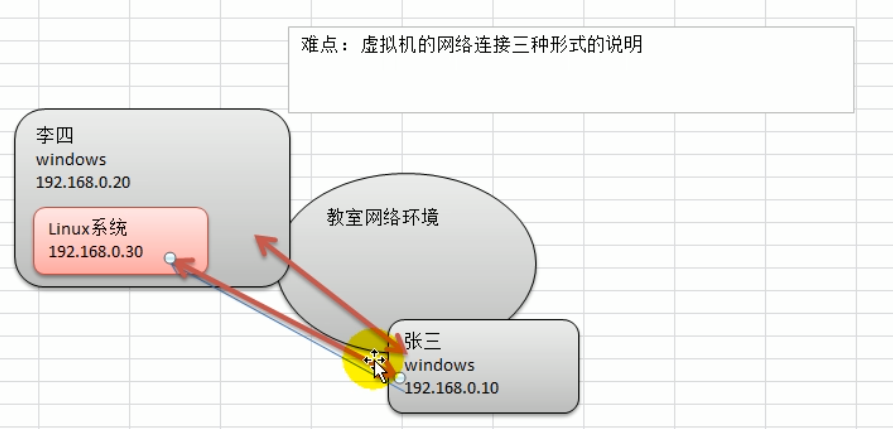 难点：虚拟机的网络连接三种形式的说明
李四
windows
192.168.0.20
Linux系统
192.168.0.30
教室网络环境
张三
windows
192.168.0.10